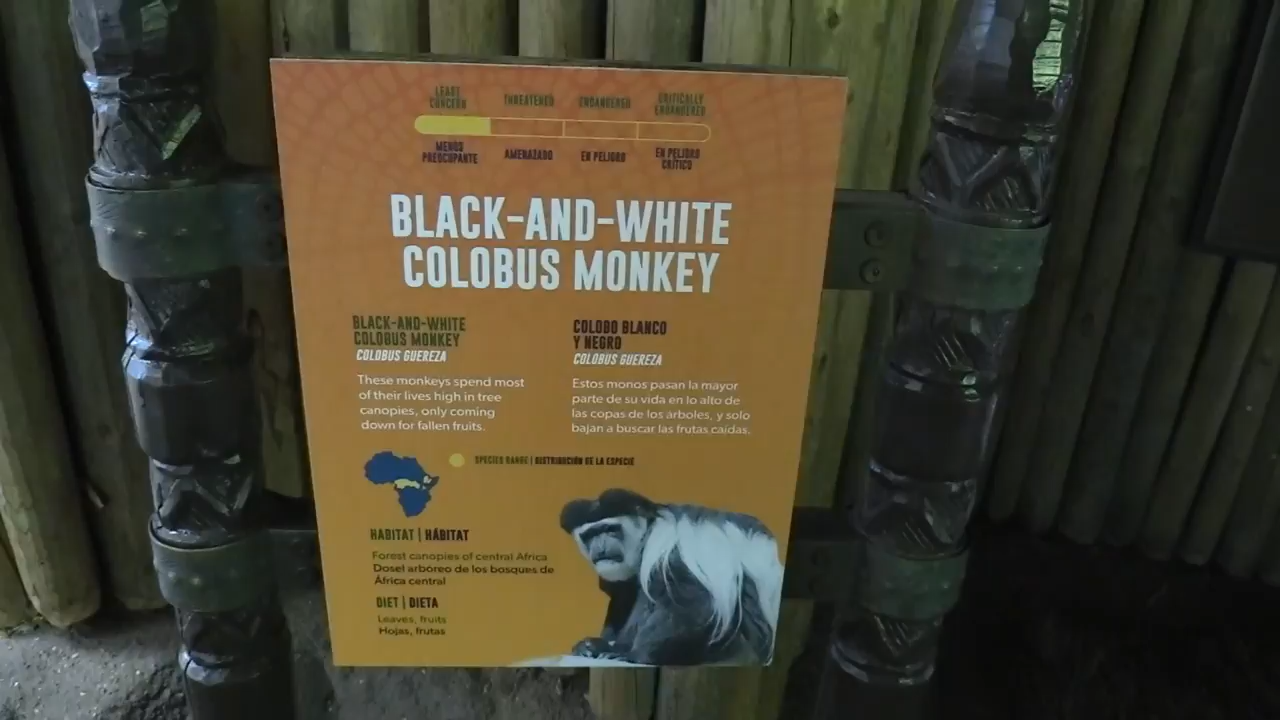 LEAST
CONCERN
THREATENED
ENDANGERED
CRITICALLY
ENDANGERED
MENOS
PREOCUPANTE
AMENAZADO
EN PELIGRO
EN PELIGRO
CRÍTICO
BLACK-AND-WHITE
COLOBUS MONKEY
BLACK-AND-WHITE
COLOBUS MONKEY
COLOBUS GUEREZA
These monkeys spend most
of their lives high in tree
canopies, only coming
down for fallen fruits.
COLOBO BLANCO
Y NEGRO
COLOBUS GUEREZA
Estos monos pasan la mayor
parte de su vida en lo alto de
las copas de los árboles, y solo
bajan a buscar las frutas caídas.
SPECIES RANGE | DISTRIBUCIÓN DE LA ESPECIE
HABITAT | HÁBITAT
Forest canopies of central Africa
Dosel arbóreo de los bosques de
África central
DIET | DIETA
Leaves, fruits
Hojas, frutas